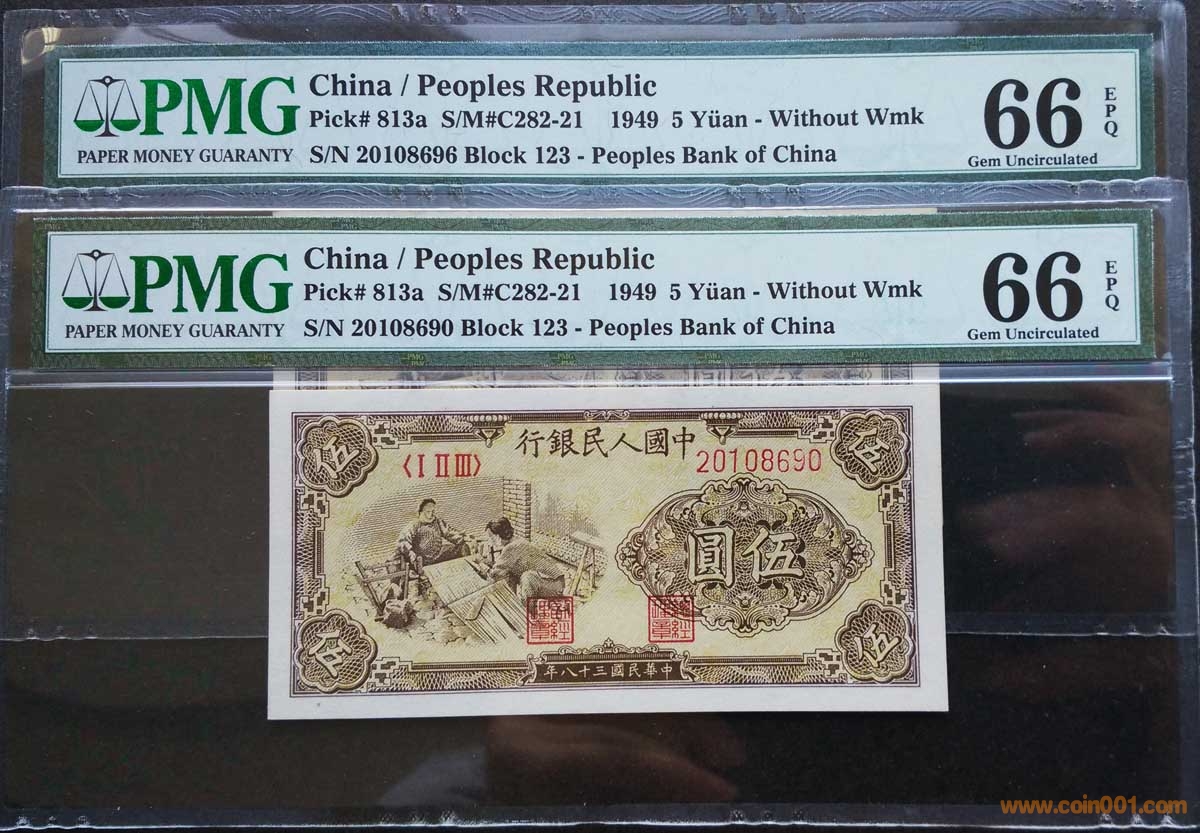 PMG
PAPER MONEY GUARANTY
China / Peoples Republic
Pick# 813a S/M#C282-21 1949 5 Yüan - Without Wmk
S/N 20108696 Block 123 - Peoples Bank of China
66
EPQ
Gem Uncirculated
PMG
PAPER MONEY GUARANTY
China / Peoples Republic
Pick# 813a S/M#C282-21 1949 5 Yüan - Without Wmk
S/N 20108690 Block 123 - Peoples Bank of China
66
EPQ
Gem Uncirculated
行銀民人國中
〈I II III〉
20108690
伍
伍
圓伍
伍
伍
年八十三國民華中
www.coin001.com